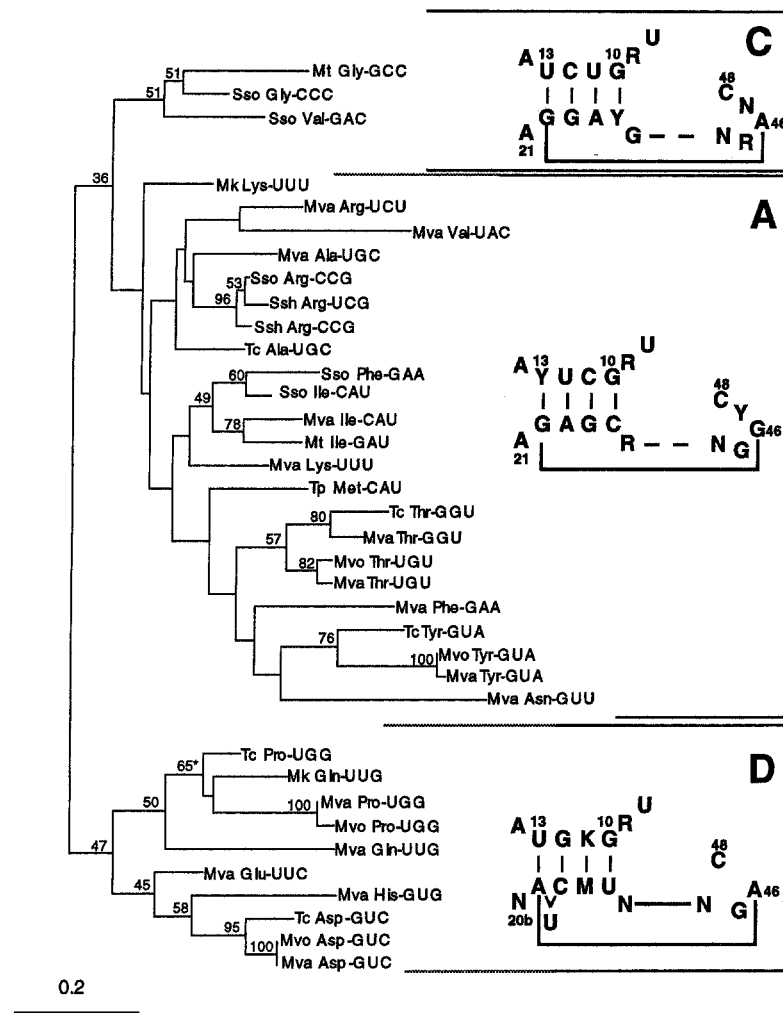 51 Mt Gly-GCC
51 Sso Gly-CCC
Sso Val-GAC
36
Mk Lys-UUU
Mva Arg-UCU
Mva Val-UAC
Mva Ala-UGC
53 Sso Arg-CCG
96 Ssh Arg-UCG
Ssh Arg-CCG
Tc Ala-UGC
60 Sso Phe-GAA
Sso Ile-CAU
49
Mva Ile-CAU
78 Mt Ile-GAU
Mva Lys-UUU
Tp Met-CAU
80 Tc Thr-GGU
Mva Thr-GGU
57
Mvo Thr-UGU
82 Mva Thr-UGU
Mva Phe-GAA
76 Tc Tyr-GUA
Mvo Tyr-GUA
100 Mva Tyr-GUA
Mva Asn-GUU
Tc Pro-UGG
65* Mk Gln-UUG
Mva Pro-UGG
100 Mvo Pro-UGG
50
Mva Gln-UUG
47
Mva Glu-UUC
45
Mva His-GUG
58
Tc Asp-GUC
95 Mvo Asp-GUC
100 Mva Asp-GUC
0.2
C
U
13 10 R
A U C U G
48
C N
A 46
G G A Y
A G – – N R
21
A
U
13 10 R
A Y U C G
48
C Y
G 46
G A G C
A R – – N G
21
D
U
13 10 R
A U G K G
48
C
A 46
A C M U
N U N N G
20b